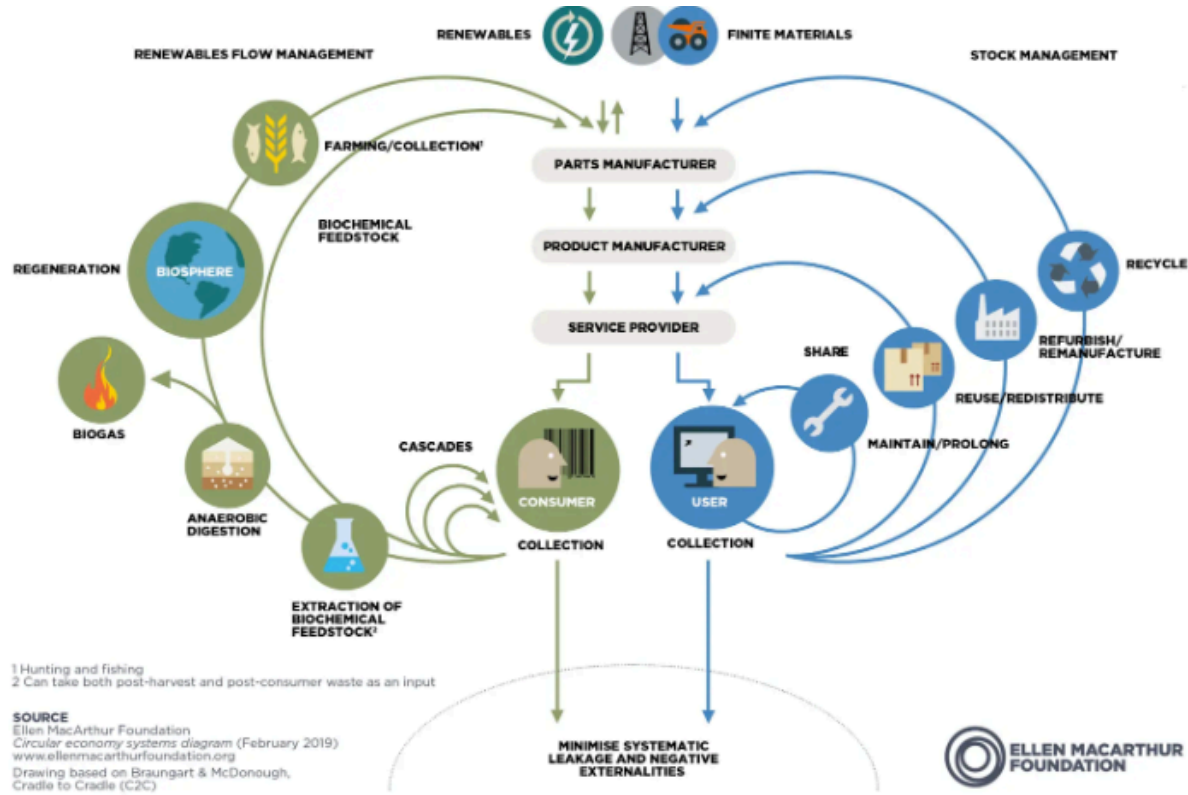 RENEWABLES
FINITE MATERIALS
RENEWABLES FLOW MANAGEMENT
STOCK MANAGEMENT
FARMING/COLLECTION¹
PARTS MANUFACTURER
BIOCHEMICAL
FEEDSTOCK
PRODUCT MANUFACTURER
REGENERATION
BIOSPHERE
RECYCLE
SERVICE PROVIDER
SHARE
REFURBISH/
REMANUFACTURE
REUSE/REDISTRIBUTE
BIOGAS
CASCADES
MAINTAIN/PROLONG
CONSUMER
USER
ANAEROBIC
DIGESTION
COLLECTION
COLLECTION
EXTRACTION OF
BIOCHEMICAL
FEEDSTOCK²
1 Hunting and fishing
2 Can take both post-harvest and post-consumer waste as an input
SOURCE
Ellen MacArthur Foundation
Circular economy systems diagram (February 2019)
www.ellenmacarthurfoundation.org
Drawing based on Braungart & McDonough,
Cradle to Cradle (C2C)
MINIMISE SYSTEMATIC
LEAKAGE AND NEGATIVE
EXTERNALITIES
ELLEN MACARTHUR
FOUNDATION